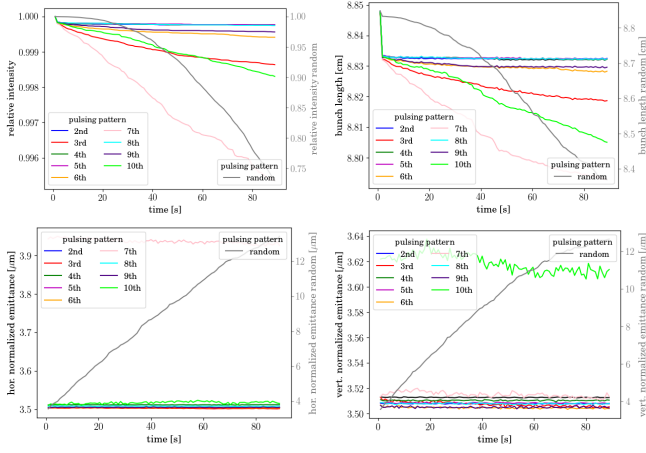 1.000
0.999
0.998
0.997
0.996
relative intensity
pulsing pattern
2nd 7th
3rd 8th
4th 9th
5th 10th
6th
pulsing pattern
random
1.00
0.95
0.90
0.85
0.80
0.75
relative intensity random
0 20 40 60 80
time [s]
8.85
8.84
8.83
8.82
8.81
8.80
bunch length [cm]
pulsing pattern
2nd 7th
3rd 8th
4th 9th
5th 10th
6th
pulsing pattern
random
8.8
8.7
8.6
8.5
8.4
bunch length random [cm]
0 20 40 60 80
time [s]
3.9
3.8
3.7
3.6
3.5
hor. normalized emittance [μm]
pulsing pattern
2nd 7th
3rd 8th
4th 9th
5th 10th
6th
pulsing pattern
random
12
10
8
6
4
hor. normalized emittance random [μm]
0 20 40 60 80
time [s]
3.64
3.62
3.60
3.58
3.56
3.54
3.52
3.50
vert. normalized emittance [μm]
pulsing pattern
2nd 7th
3rd 8th
4th 9th
5th 10th
6th
pulsing pattern
random
12
10
8
6
4
vert. normalized emittance random [μm]
0 20 40 60 80
time [s]